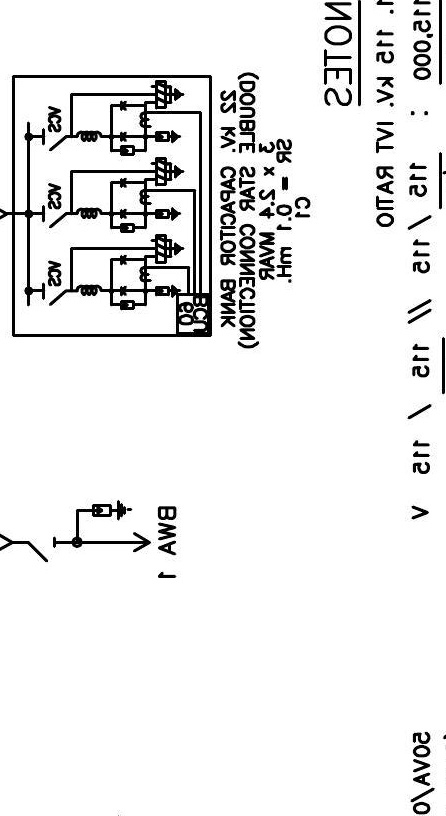 VCS
VCS
VCS
60
BCU
22 KV. CAPACITOR BANK
(DOUBLE STAR CONNECTION)
3 x 2.4 MVAR
SR = 0.1 mH.
C1
BWA 1
NOTES
1. 115 KV. IVT RATIO
115,000 : 115 / 115 // 115 / 115 V
50VA/0